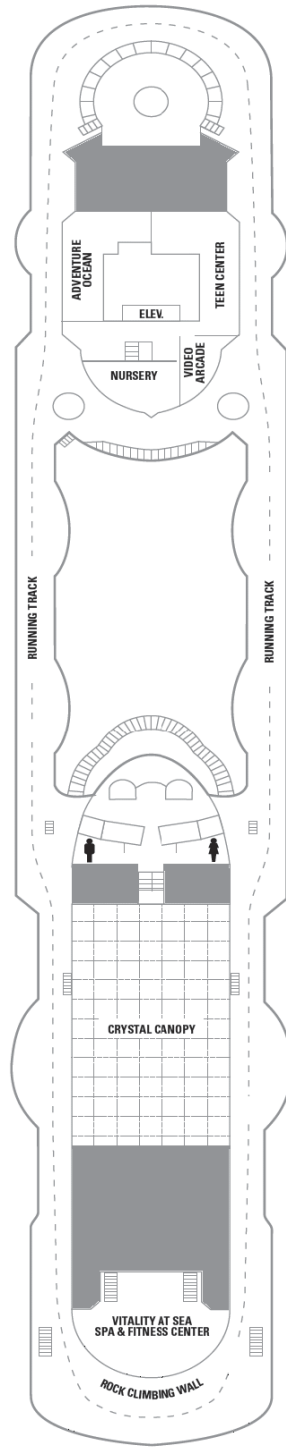 ADVENTURE
OCEAN
TEEN CENTER
ELEV.
NURSERY
VIDEO
ARCADE
RUNNING TRACK
RUNNING TRACK
CRYSTAL CANOPY
VITALITY AT SEA
SPA & FITNESS CENTER
ROCK CLIMBING WALL